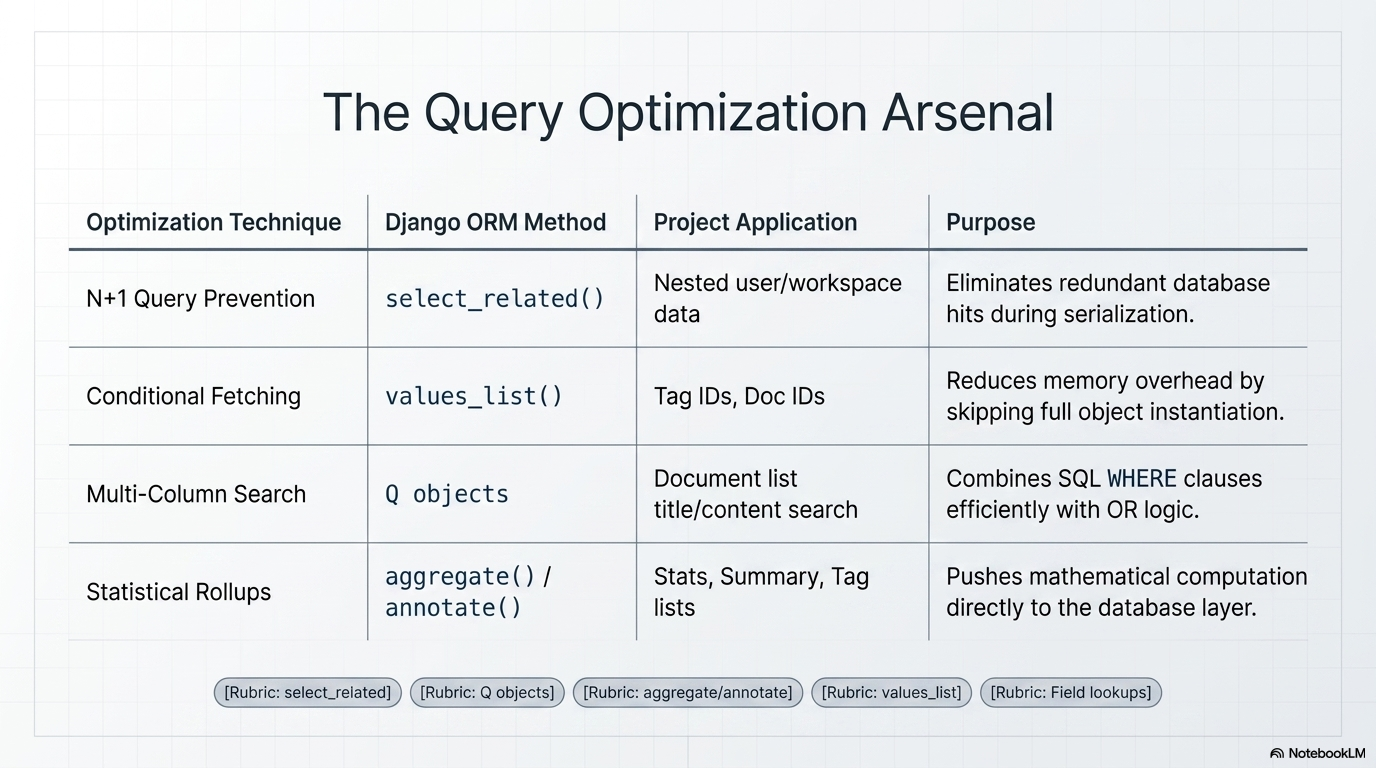 The Query Optimization Arsenal
Optimization Technique
Django ORM Method
Project Application
Purpose
N+1 Query Prevention
select_related()
Nested user/workspace
data
Eliminates redundant database
hits during serialization.
Conditional Fetching
values_list()
Tag IDs, Doc IDs
Reduces memory overhead by
skipping full object instantiation.
Multi-Column Search
Q objects
Document list
title/content search
Combines SQL WHERE clauses
efficiently with OR logic.
Statistical Rollups
aggregate() /
annotate()
Stats, Summary, Tag
lists
Pushes mathematical computation
directly to the database layer.
[Rubric: select_related]
[Rubric: Q objects]
[Rubric: aggregate/annotate]
[Rubric: values_list]
[Rubric: Field lookups]
NotebookLM